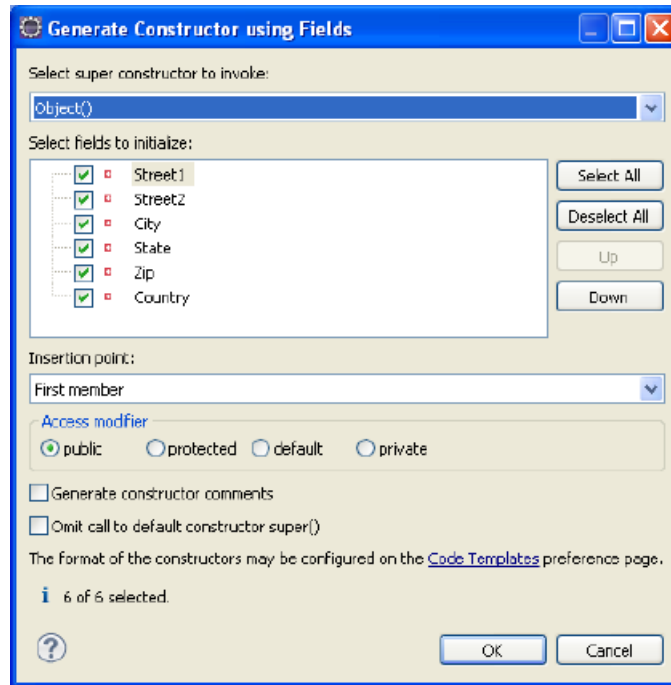 Generate Constructor using Fields
Select super constructor to invoke:
Object()
Select fields to initialize:
Street1
Street2
City
State
Zip
Country
Select All
Deselect All
Up
Down
Insertion point:
First member
Access modifier
public protected default private
Generate constructor comments
Omit call to default constructor super()
The format of the constructors may be configured on the Code Templates preference page.
i 6 of 6 selected.
? OK Cancel